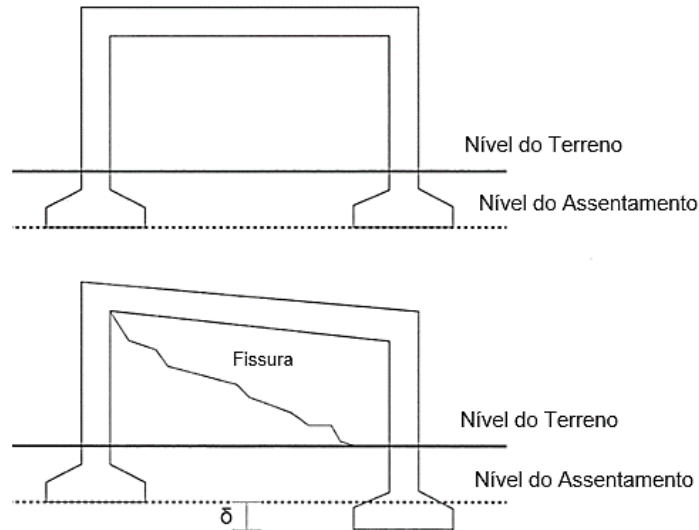 Nível do Terreno
Nível do Assentamento
Fissura
Nível do Terreno
Nível do Assentamento
δ